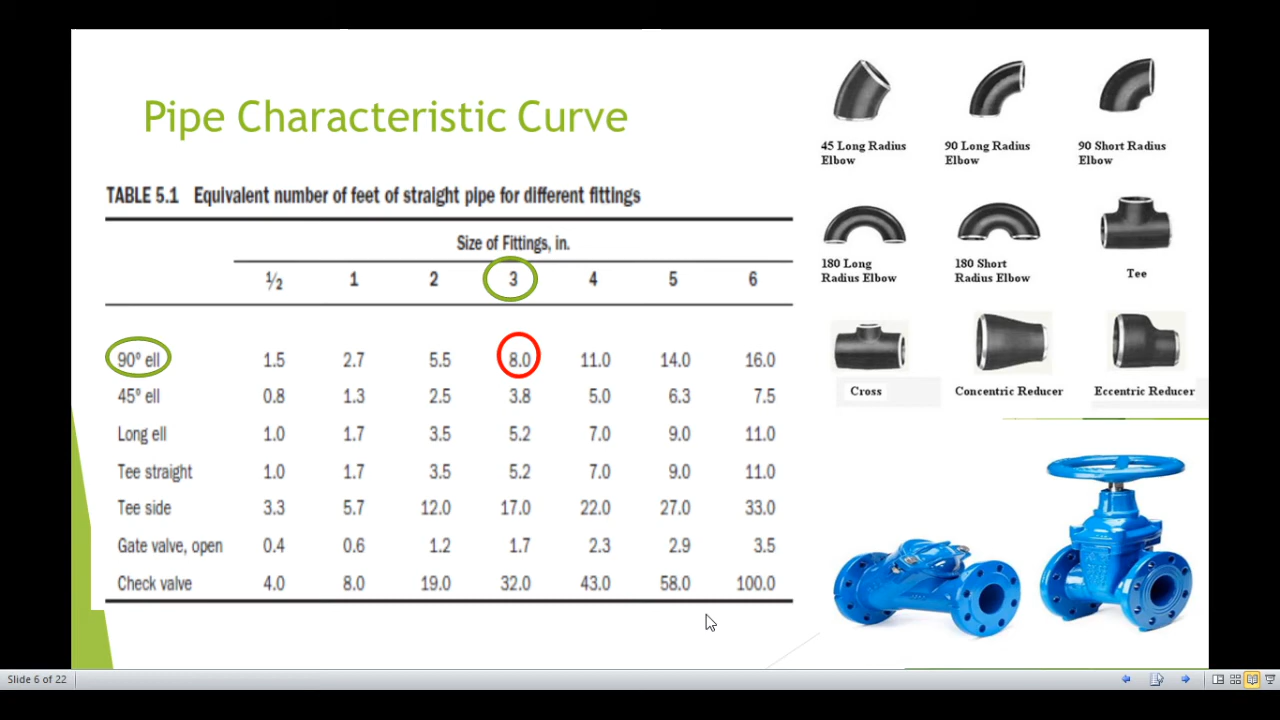 Pipe Characteristic Curve
TABLE 5.1 Equivalent number of feet of straight pipe for different fittings
Size of Fittings, in.
1/2 1 2 3 4 5 6
90° ell 1.5 2.7 5.5 8.0 11.0 14.0 16.0
45° ell 0.8 1.3 2.5 3.8 5.0 6.3 7.5
Long ell 1.0 1.7 3.5 5.2 7.0 9.0 11.0
Tee straight 1.0 1.7 3.5 5.2 7.0 9.0 11.0
Tee side 3.3 5.7 12.0 17.0 22.0 27.0 33.0
Gate valve, open 0.4 0.6 1.2 1.7 2.3 2.9 3.5
Check valve 4.0 8.0 19.0 32.0 43.0 58.0 100.0
45 Long Radius
Elbow
90 Long Radius
Elbow
90 Short Radius
Elbow
180 Long
Radius Elbow
180 Short
Radius Elbow
Tee
Cross
Concentric Reducer
Eccentric Reducer
Slide 6 of 22